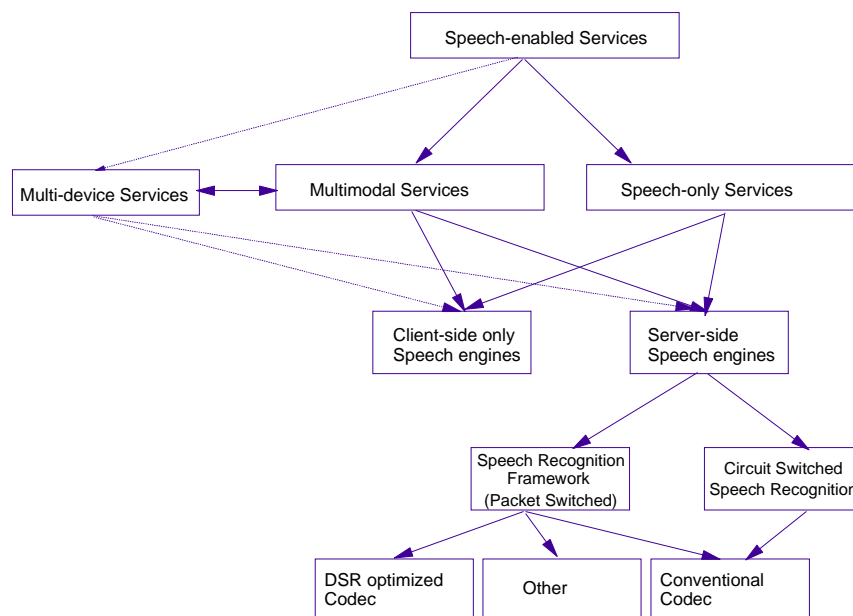 Speech-enabled Services
Multi-device Services
Multimodal Services
Speech-only Services
Client-side only
Speech engines
Server-side
Speech engines
Speech Recognition
Framework
(Packet Switched)
Circuit Switched
Speech Recognition
DSR optimized
Codec
Other
Conventional
Codec